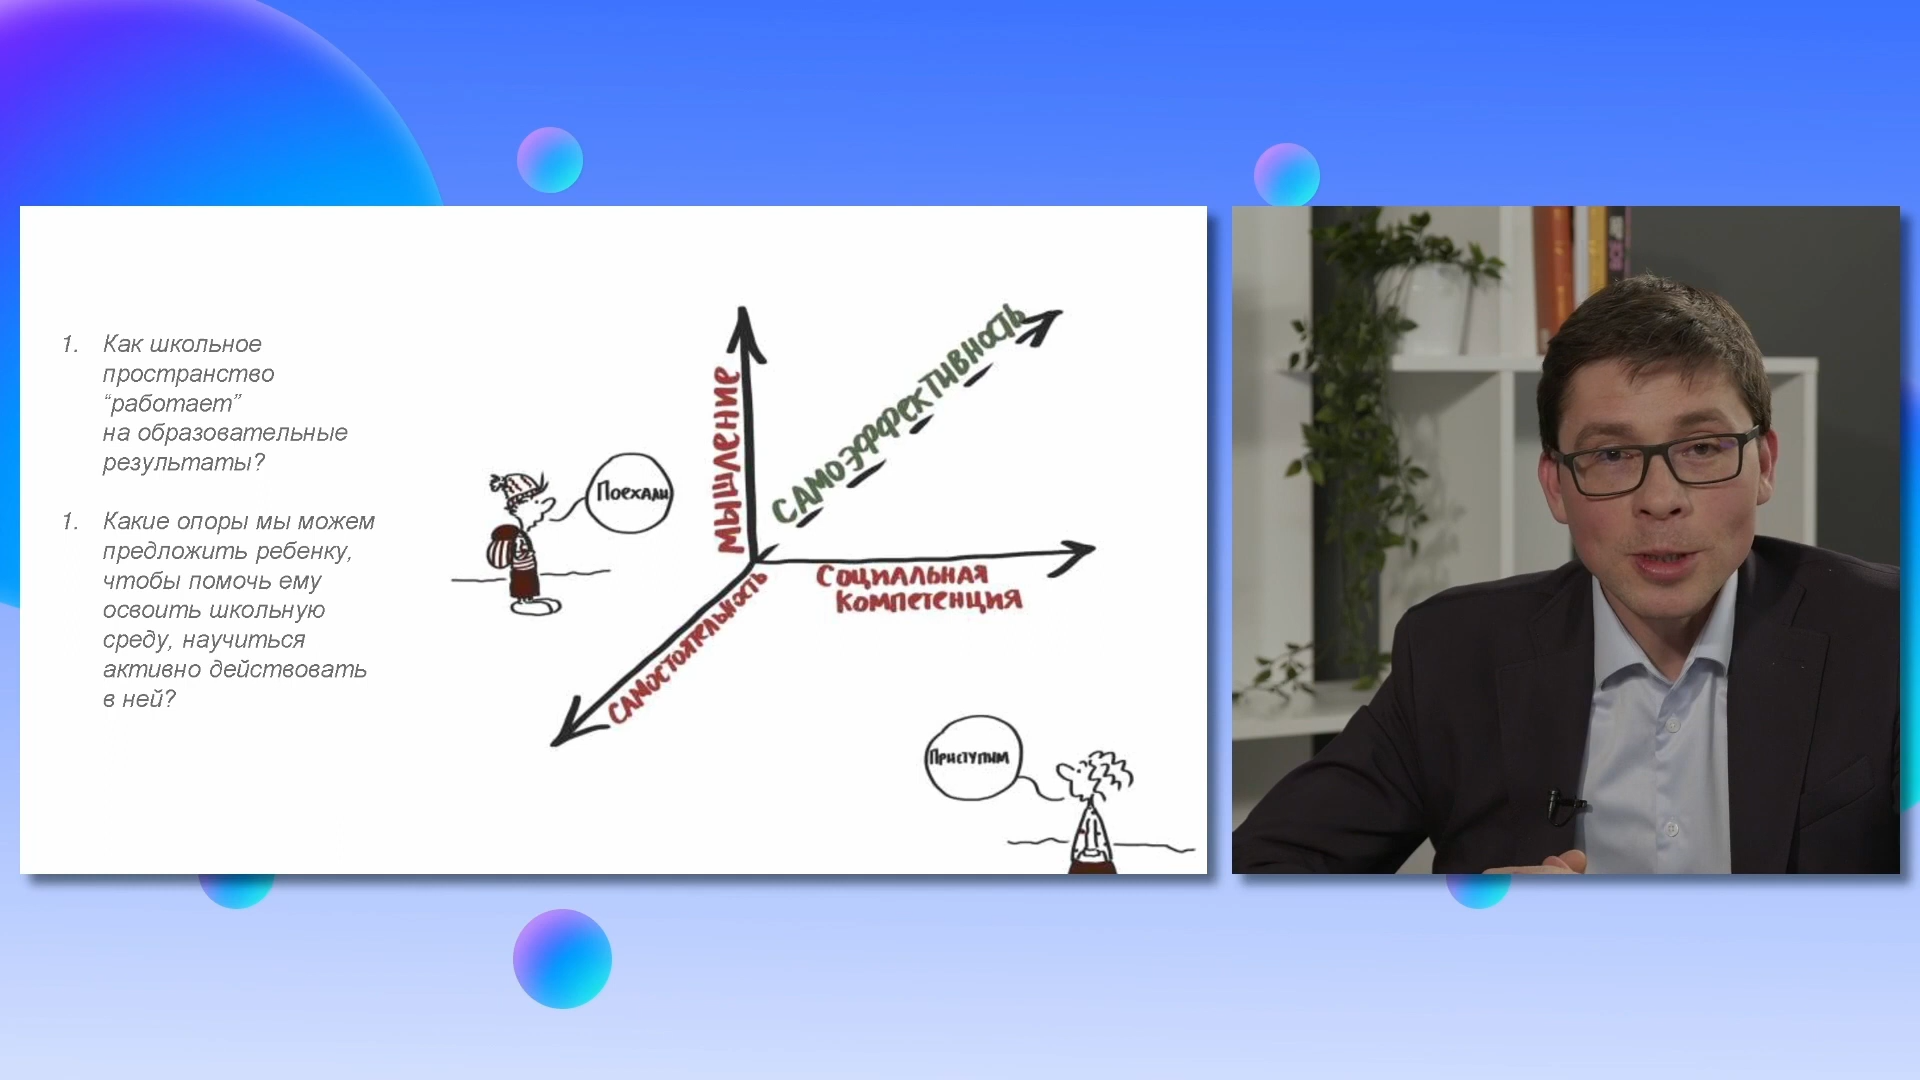 1. Как школьное
пространство
“работает”
на образовательные
результаты?
1. Какие опоры мы можем
предложить ребенку,
чтобы помочь ему
освоить школьную
среду, научиться
активно действовать
в ней?
Поехали
МЫШЛЕНИЕ
САМОЭФФЕКТИВНОСТЬ
СОЦИАЛЬНАЯ
КОМПЕТЕНЦИЯ
САМОСТОЯТЕЛЬНОСТЬ
Приступим